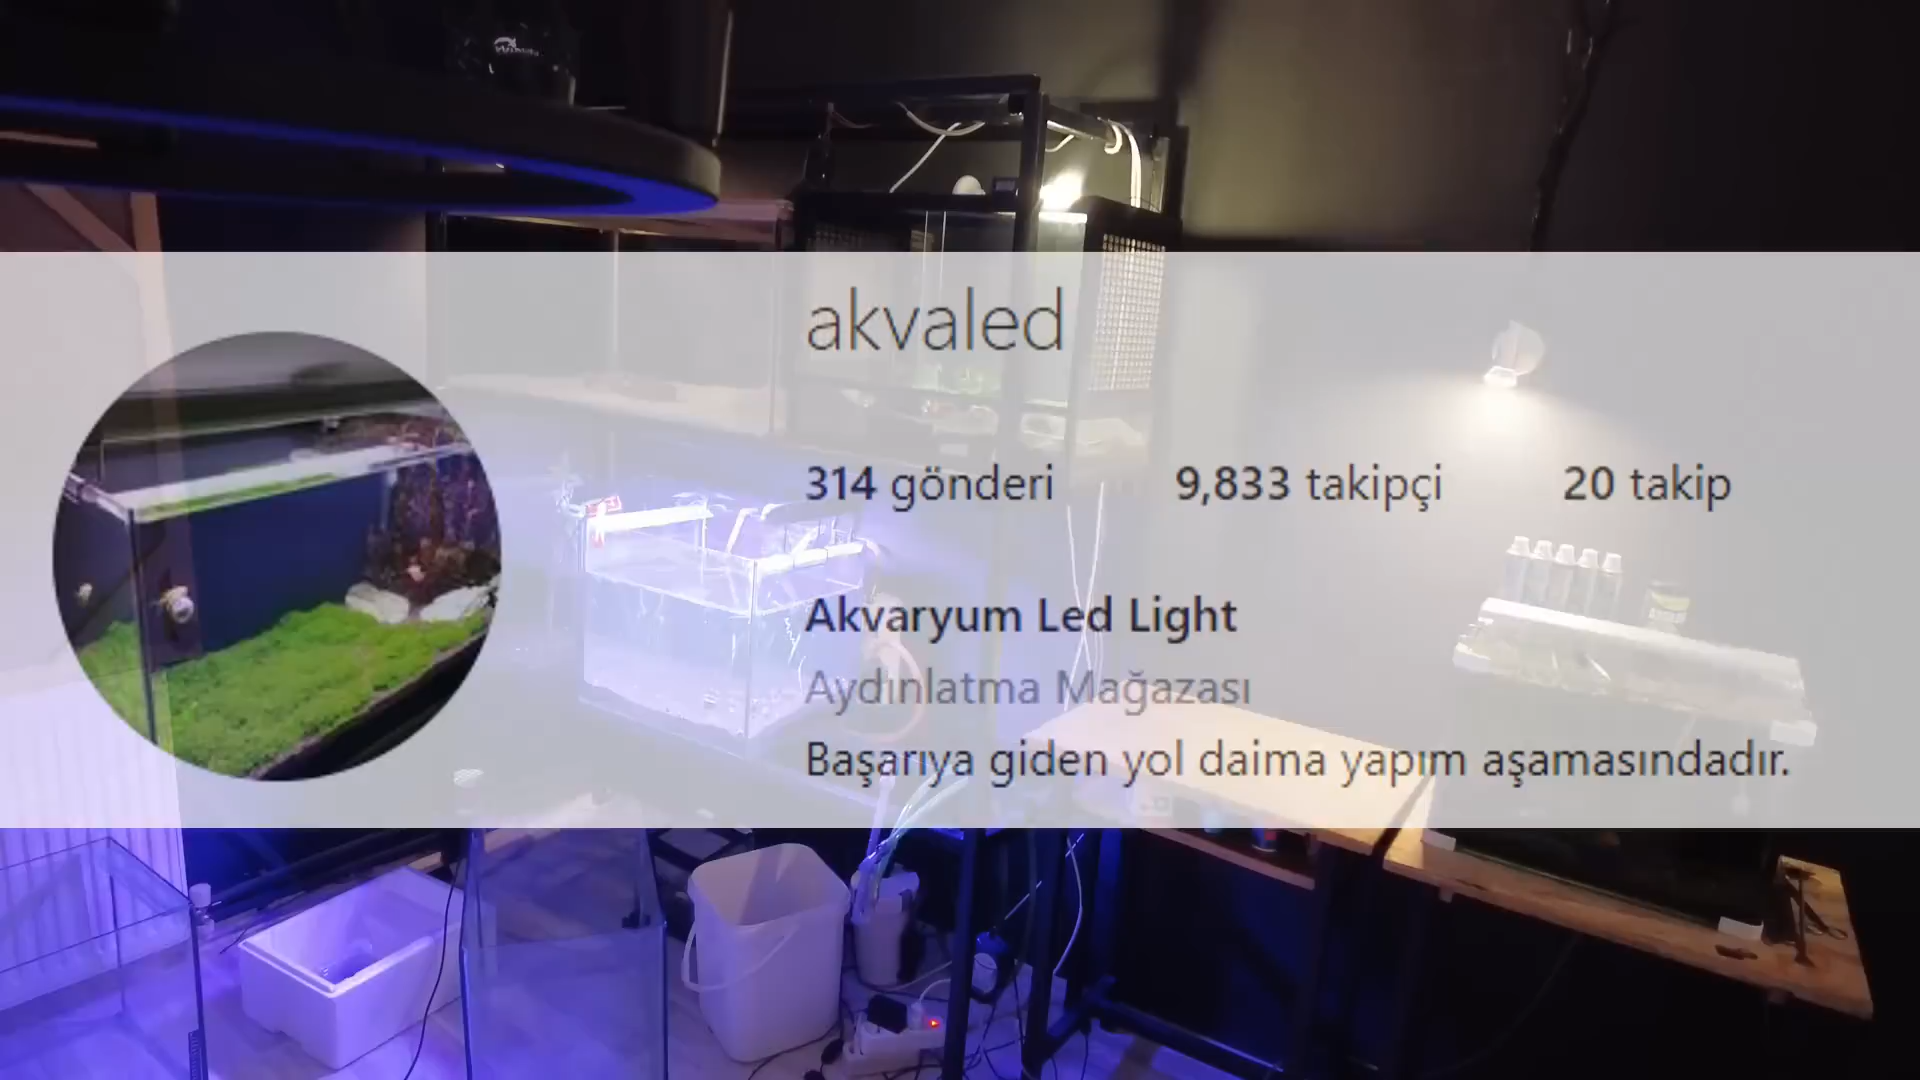 akvaled
314 gönderi 9,833 takipçi 20 takip
Akvaryum Led Light
Aydınlatma Mağazası
Başarıya giden yol daima yapım aşamasındadır.